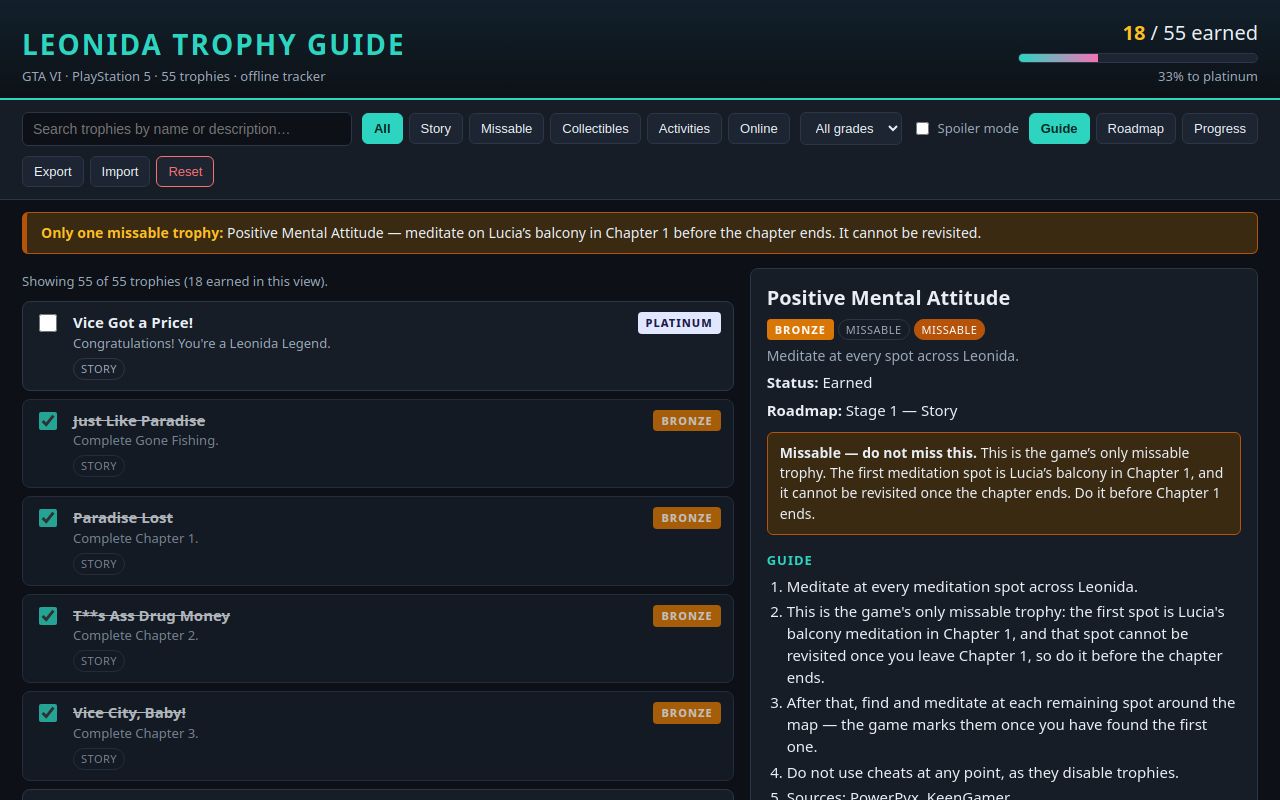 LEONIDA TROPHY GUIDE
GTA VI · PlayStation 5 · 55 trophies · offline tracker
18 / 55 earned
33% to platinum
Search trophies by name or description…
All
Story
Missable
Collectibles
Activities
Online
All grades
Spoiler mode
Guide
Roadmap
Progress
Export
Import
Reset
Only one missable trophy: Positive Mental Attitude — meditate on Lucia’s balcony in Chapter 1 before the chapter ends. It cannot be revisited.
Showing 55 of 55 trophies (18 earned in this view).
Vice Got a Price!
PLATINUM
Congratulations! You're a Leonida Legend.
STORY
Just Like Paradise
BRONZE
Complete Gone Fishing.
STORY
Paradise Lost
BRONZE
Complete Chapter 1.
STORY
T**s Ass Drug Money
BRONZE
Complete Chapter 2.
STORY
Vice City, Baby!
BRONZE
Complete Chapter 3.
STORY
Positive Mental Attitude
BRONZE
MISSABLE
MISSABLE
Meditate at every spot across Leonida.
Status: Earned
Roadmap: Stage 1 — Story
Missable — do not miss this. This is the game’s only missable
trophy. The first meditation spot is Lucia’s balcony in Chapter 1, and
it cannot be revisited once the chapter ends. Do it before Chapter 1
ends.
GUIDE
1. Meditate at every meditation spot across Leonida.
2. This is the game's only missable trophy: the first spot is Lucia's
balcony meditation in Chapter 1, and that spot cannot be
revisited once you leave Chapter 1, so do it before the chapter
ends.
3. After that, find and meditate at each remaining spot around the
map — the game marks them once you have found the first
one.
4. Do not use cheats at any point, as they disable trophies.
5. Sources: PowerPyx, KeenGamer